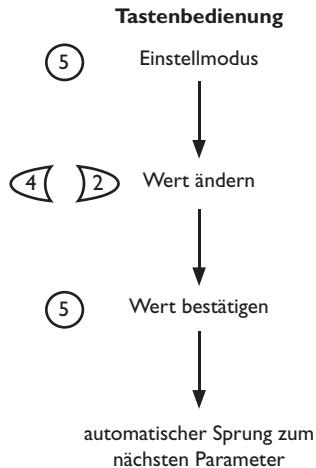 Tastenbedienung
5 Einstellmodus
4 2 Wert ändern
5 Wert bestätigen
automatischer Sprung zum
nächsten Parameter